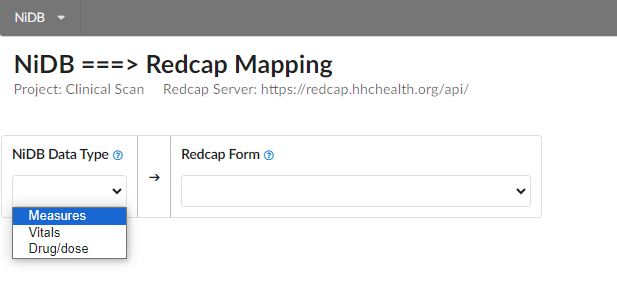 NiDB
NiDB ===> Redcap Mapping
Project: Clinical Scan Redcap Server: https://redcap.hhchealth.org/api/
NiDB Data Type ? → Redcap Form ?
Measures
Vitals
Drug/dose